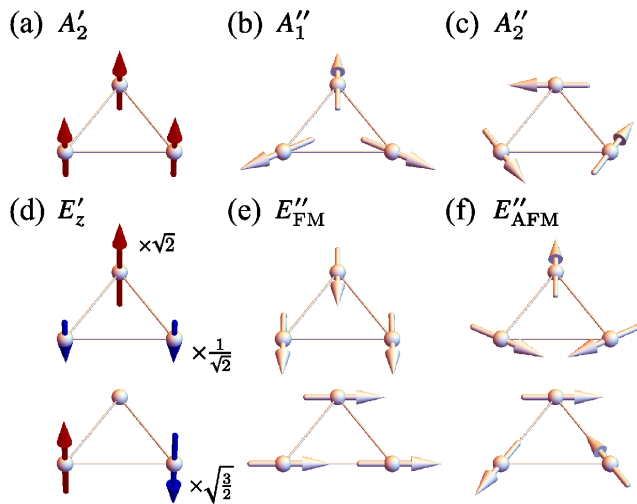 (a) A′₂ (b) A″₁ (c) A″₂
(d) E′z (e) E″FM (f) E″AFM
×√2
×1/√2
×√(3/2)